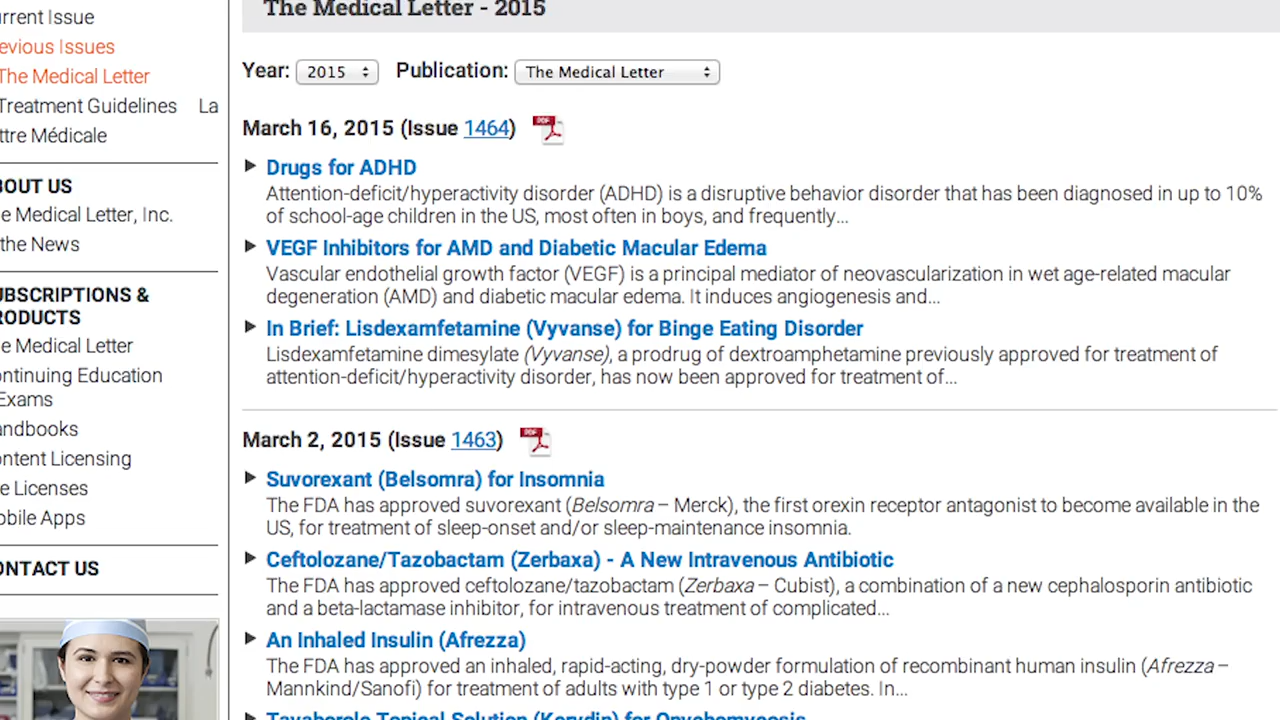 The Medical Letter - 2015
urrent Issue
evious Issues
The Medical Letter
Treatment Guidelines La
ttre Médicale
BOUT US
e Medical Letter, Inc.
the News
UBSCRIPTIONS &
RODUCTS
e Medical Letter
ontinuing Education
Exams
andbooks
ontent Licensing
e Licenses
obile Apps
ONTACT US
Year: 2015 Publication: The Medical Letter
March 16, 2015 (Issue 1464) PDF
Drugs for ADHD
Attention-deficit/hyperactivity disorder (ADHD) is a disruptive behavior disorder that has been diagnosed in up to 10%
of school-age children in the US, most often in boys, and frequently...
VEGF Inhibitors for AMD and Diabetic Macular Edema
Vascular endothelial growth factor (VEGF) is a principal mediator of neovascularization in wet age-related macular
degeneration (AMD) and diabetic macular edema. It induces angiogenesis and...
In Brief: Lisdexamfetamine (Vyvanse) for Binge Eating Disorder
Lisdexamfetamine dimesylate (Vyvanse), a prodrug of dextroamphetamine previously approved for treatment of
attention-deficit/hyperactivity disorder, has now been approved for treatment of...
March 2, 2015 (Issue 1463) PDF
Suvorexant (Belsomra) for Insomnia
The FDA has approved suvorexant (Belsomra – Merck), the first orexin receptor antagonist to become available in the
US, for treatment of sleep-onset and/or sleep-maintenance insomnia.
Ceftolozane/Tazobactam (Zerbaxa) - A New Intravenous Antibiotic
The FDA has approved ceftolozane/tazobactam (Zerbaxa – Cubist), a combination of a new cephalosporin antibiotic
and a beta-lactamase inhibitor, for intravenous treatment of complicated...
An Inhaled Insulin (Afrezza)
The FDA has approved an inhaled, rapid-acting, dry-powder formulation of recombinant human insulin (Afrezza –
Mannkind/Sanofi) for treatment of adults with type 1 or type 2 diabetes. In...
Tavaborole Topical Solution (Kerydin) for Onychomycosis